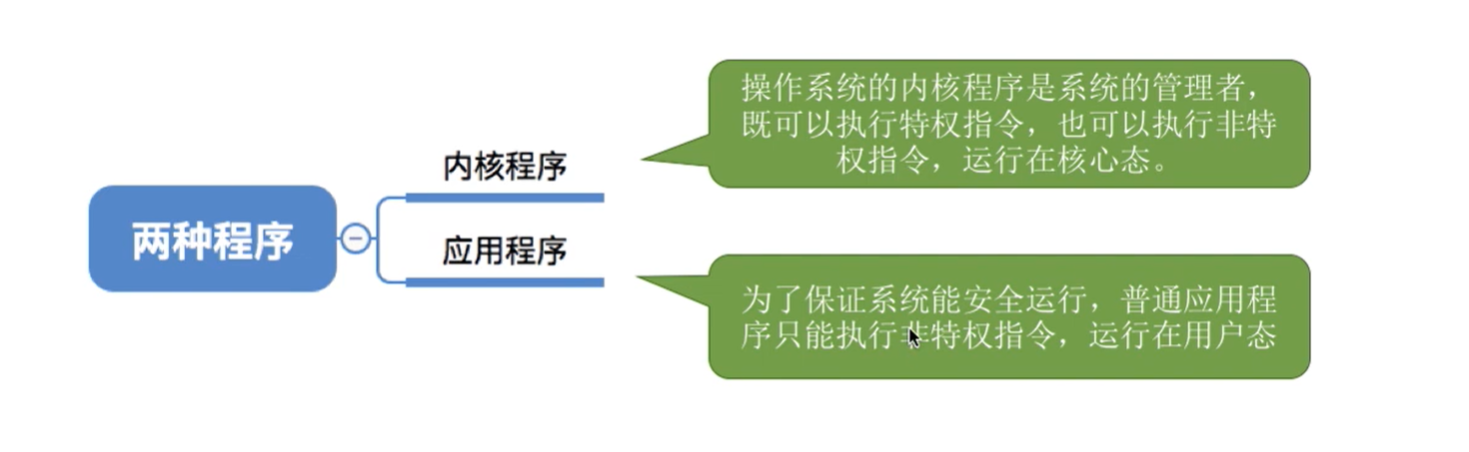 两种程序
内核程序
操作系统的内核程序是系统的管理者，
既可以执行特权指令，也可以执行非特
权指令，运行在核心态。
应用程序
为了保证系统能安全运行，普通应用程
序只能执行非特权指令，运行在用户态